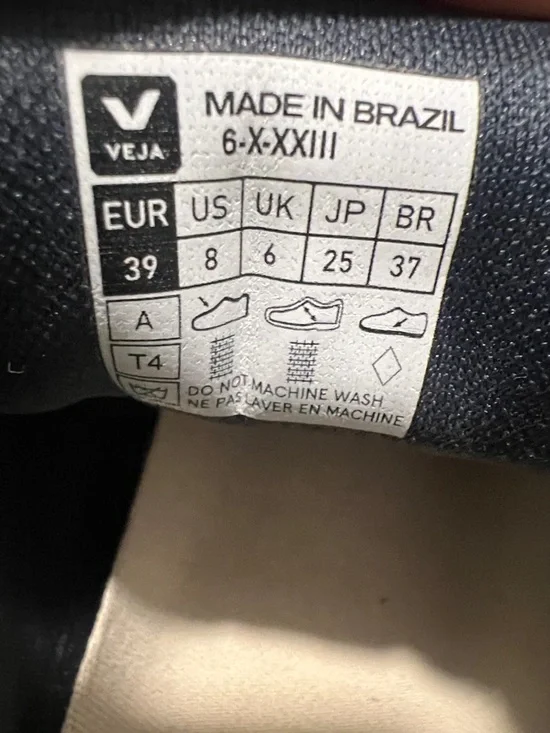 VEJA
MADE IN BRAZIL
6-X-XXIII
EUR US UK JP BR
39 8 6 25 37
A
T4
DO NOT MACHINE WASH
NE PAS LAVER EN MACHINE